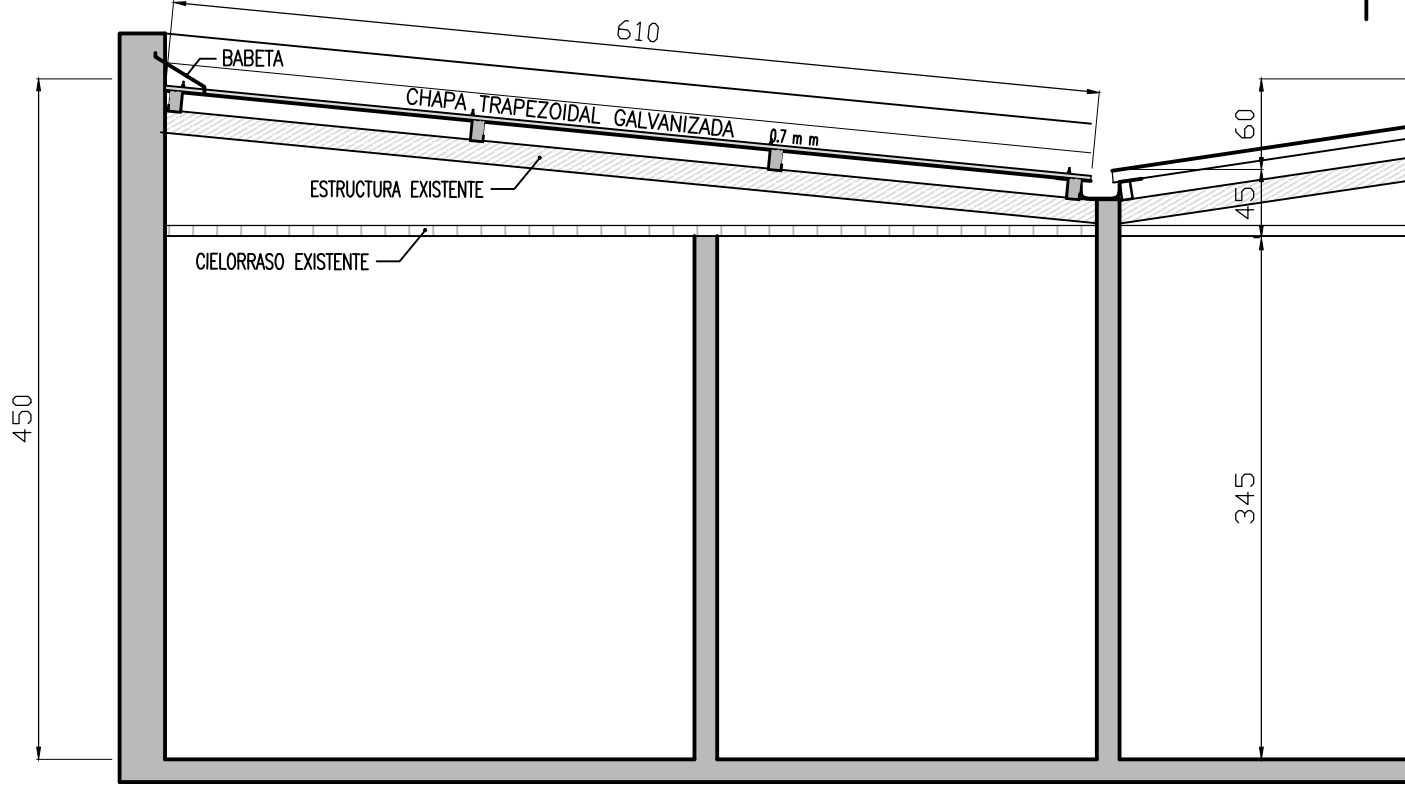 610
BABETA
CHAPA TRAPEZOIDAL GALVANIZADA
0.7 m m
60
ESTRUCTURA EXISTENTE
45
CIELORRASO EXISTENTE
450
345